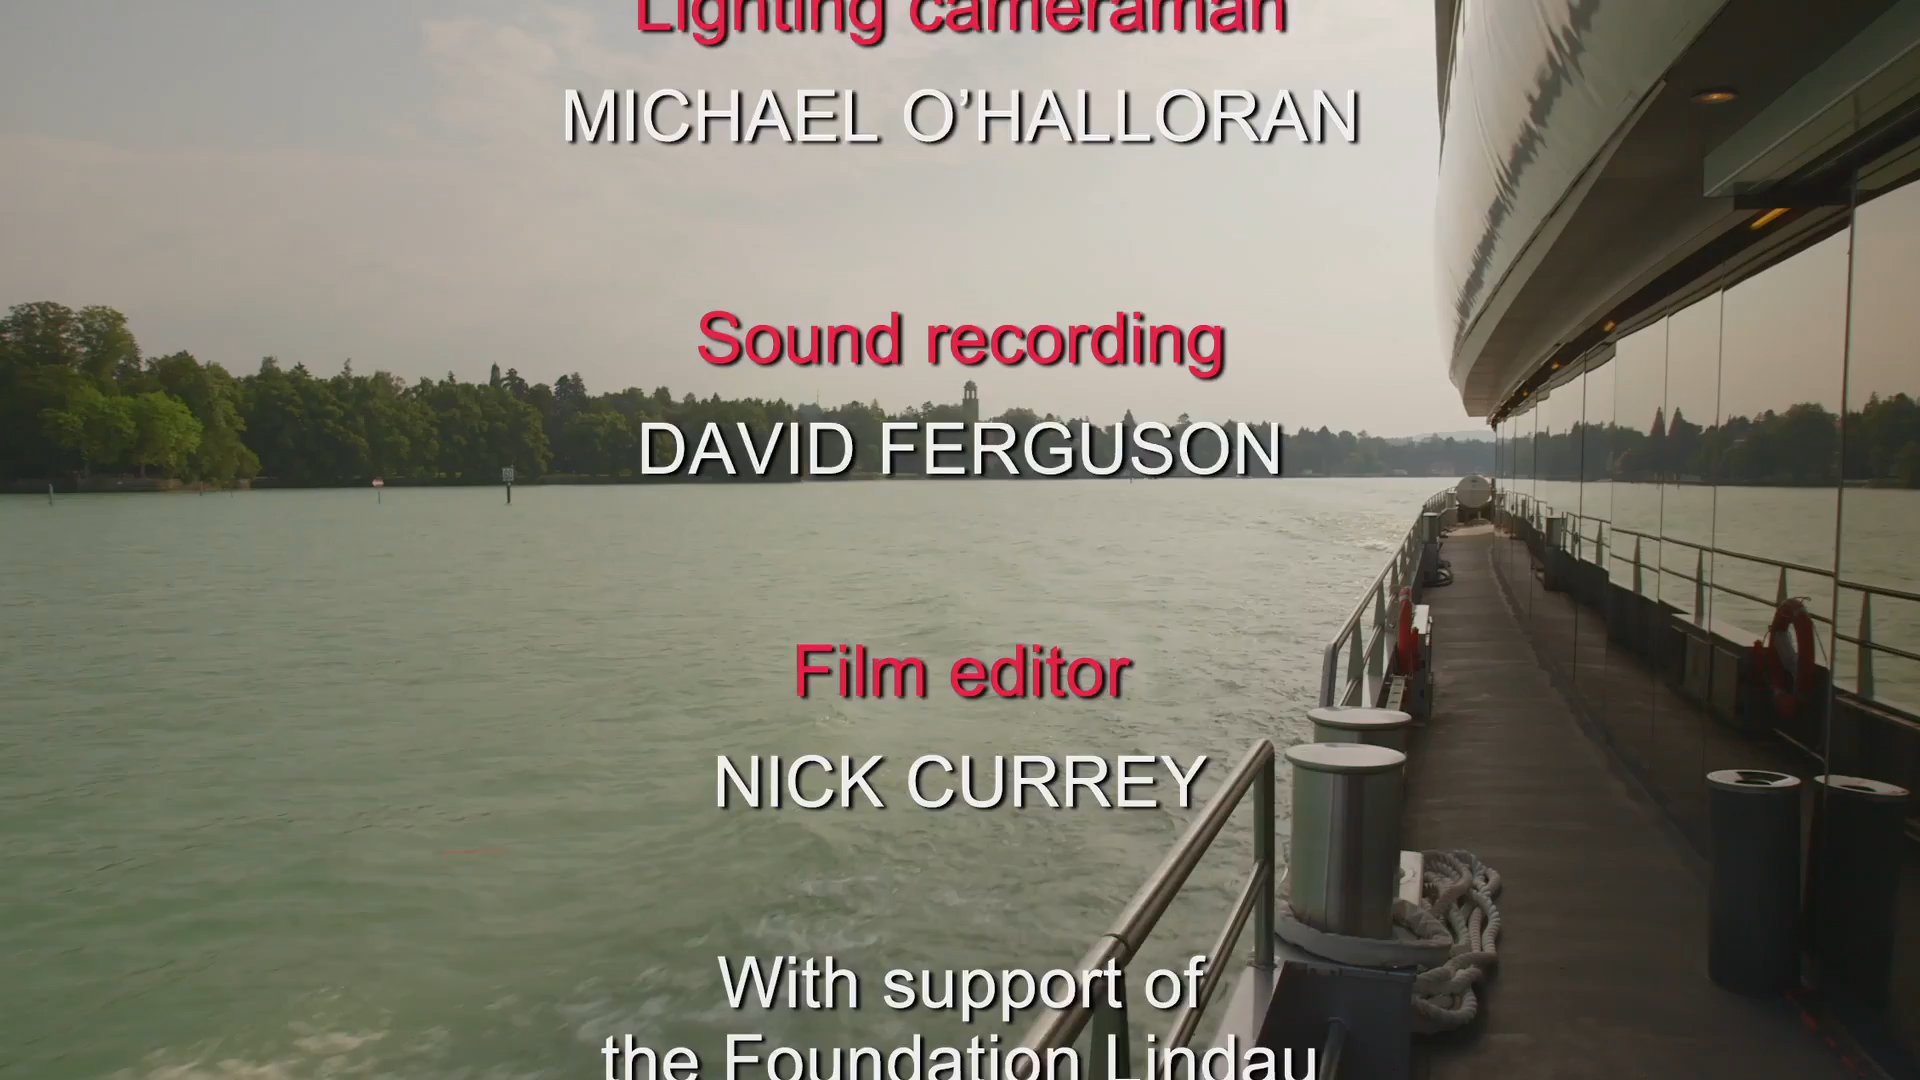 Lighting cameraman
MICHAEL O’HALLORAN
Sound recording
DAVID FERGUSON
Film editor
NICK CURREY
With support of
the Foundation Lindau